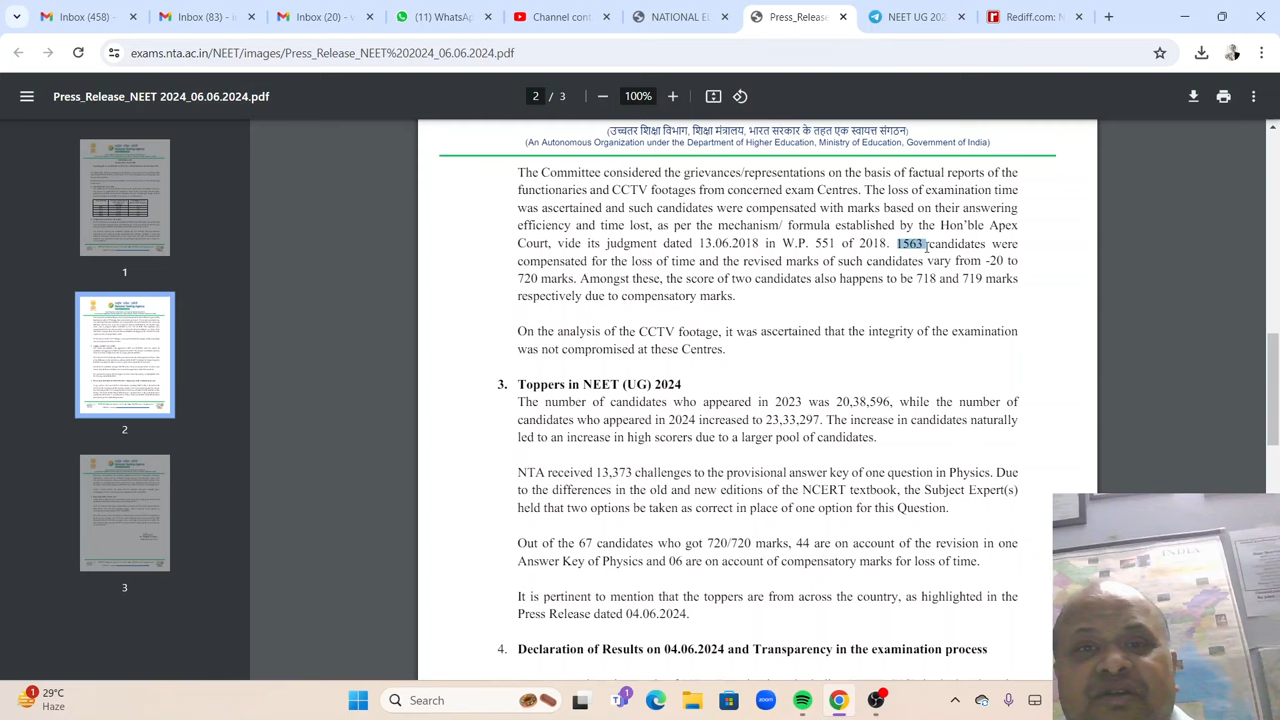 Inbox (458)
Inbox (83)
Inbox (20)
(11) WhatsA
Channel cont
NATIONAL E
Press_Releas
NEET UG 202
Rediff.com: N
exams.nta.ac.in/NEET/images/Press_Release_NEET%202024_06.06.2024.pdf
Press_Release_NEET 2024_06.06.2024.pdf
2 / 3
100%
1
2
3
(उच्चतर शिक्षा विभाग, शिक्षा मंत्रालय, भारत सरकार के तहत एक स्वायत्त संगठन)
(An Autonomous Organization under the Department of Higher Education, Ministry of Education, Government of India)
The Committee considered the grievances/representations on the basis of factual reports of the
functionaries and CCTV footages from concerned exam Centres. The loss of examination time
was ascertained and such candidates were compensated with marks based on their answering
efficiency and time lost, as per the mechanism/ formula established by the Hon'ble Apex
Court, vide its judgment dated 13.06.2018 in W.P. 551 of 2018. 1563 candidates were
compensated for the loss of time and the revised marks of such candidates vary from -20 to
720 marks. Amongst these, the score of two candidates also happens to be 718 and 719 marks
respectively due to compensatory marks.
On the analysis of the CCTV footage, it was ascertained that the integrity of the examination
was not compromised at these Centres.
3. Toppers in NEET (UG) 2024
The number of candidates who appeared in 2023 was 20,38,596, while the number of
candidates who appeared in 2024 increased to 23,33,297. The increase in candidates naturally
led to an increase in high scorers due to a larger pool of candidates.
NTA received 13,373 challenges to the provisional answer key of one question in Physics. Due
to the differences in the old and new editions of the NCERT textbook, the Subject Expert(s)
held that two options be taken as correct in place of one option for this Question.
Out of the 67 candidates who got 720/720 marks, 44 are on account of the revision in one
Answer Key of Physics and 06 are on account of compensatory marks for loss of time.
It is pertinent to mention that the toppers are from across the country, as highlighted in the
Press Release dated 04.06.2024.
4. Declaration of Results on 04.06.2024 and Transparency in the examination process
INDIA
1
29°C
Haze
Search
1
zoom